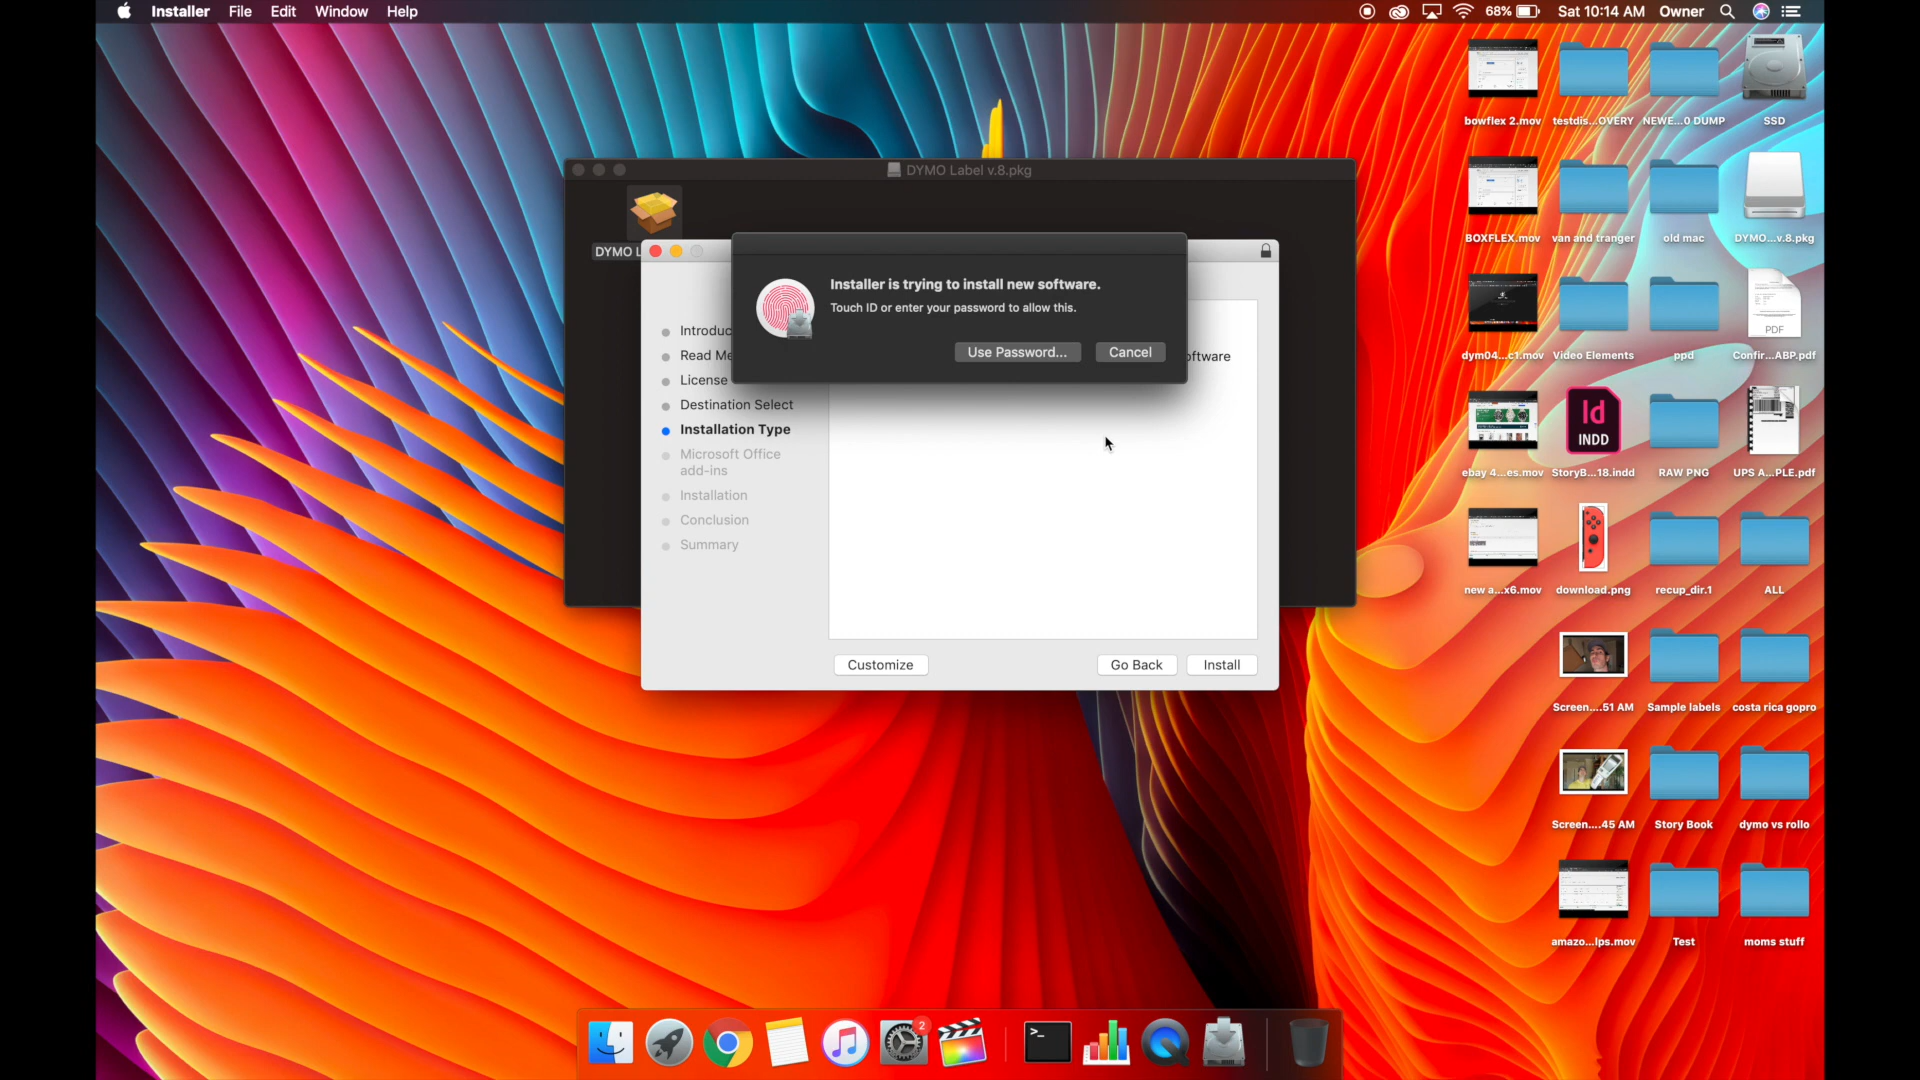 Installer File Edit Window Help
68% Sat 10:14 AM Owner
DYMO Label v.8.pkg
DYMO L
Installer is trying to install new software.
Touch ID or enter your password to allow this.
Use Password... Cancel
Introduc
Read Me
ftware
License
Destination Select
Installation Type
Microsoft Office
add-ins
Installation
Conclusion
Summary
Customize Go Back Install
bowflex 2.mov testdis...OVERY NEWE...0 DUMP SSD
BOXFLEX.mov van and tranger old mac DYMO...v.8.pkg
PDF
dym04...c1.mov Video Elements ppd Confir...ABP.pdf
Id
INDD
ebay 4...es.mov StoryB...18.indd RAW PNG UPS A...PLE.pdf
new a...x6.mov download.png recup_dir.1 ALL
Screen....51 AM Sample labels costa rica gopro
Screen....45 AM Story Book dymo vs rollo
amazo...lps.mov Test moms stuff
2
>_